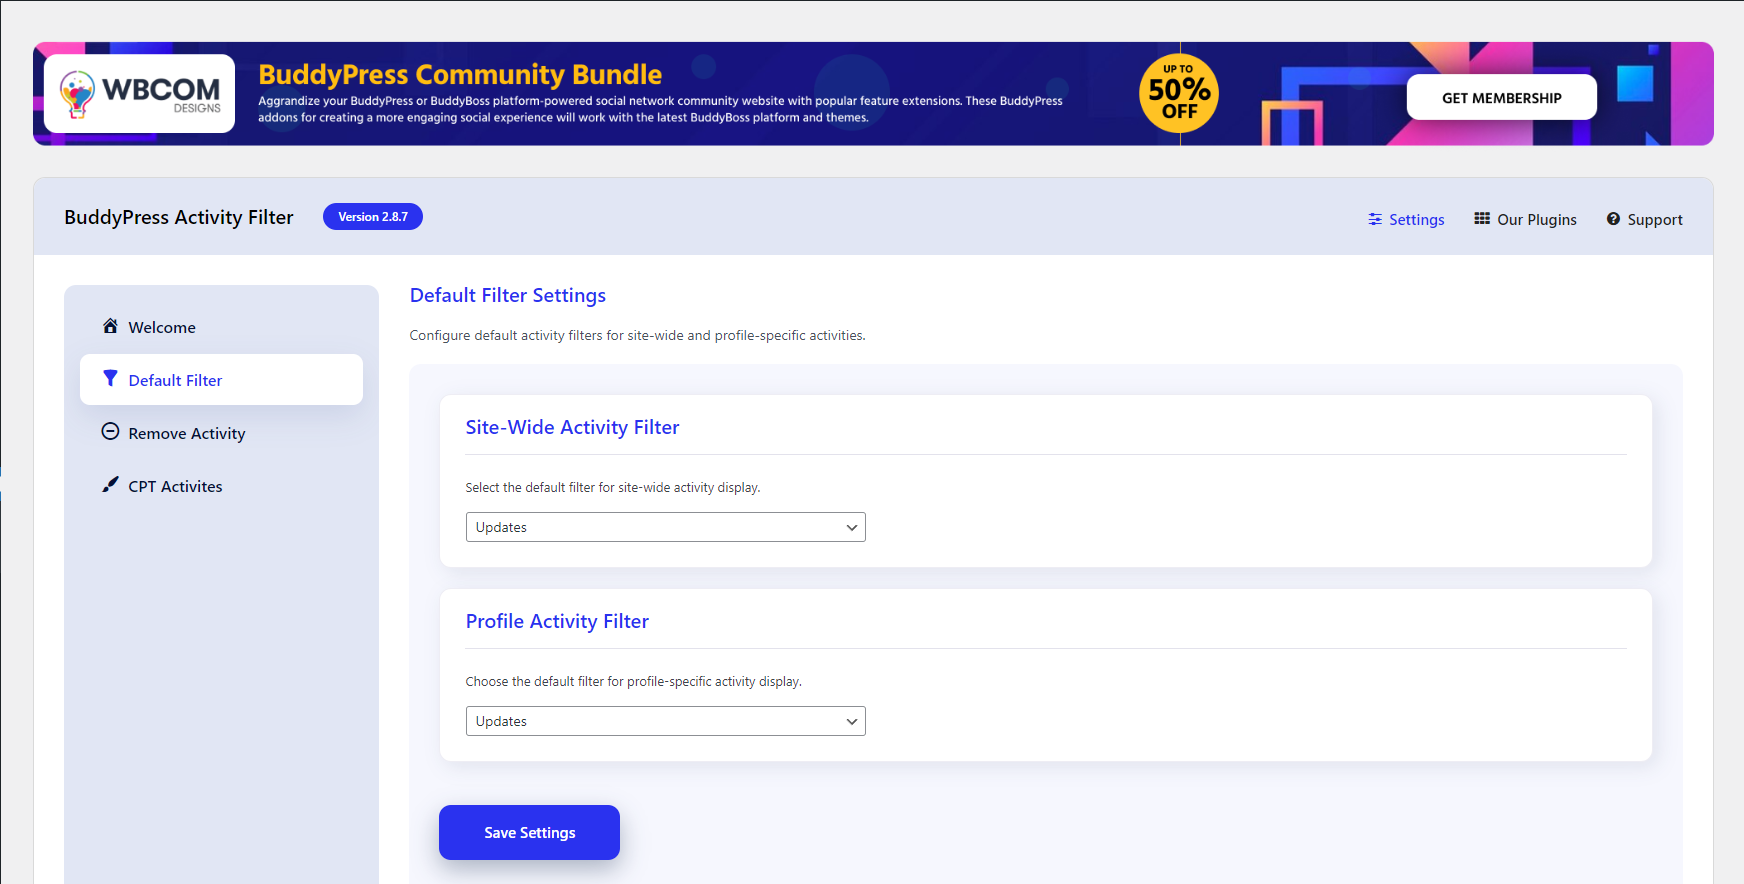 WBCOM
DESIGNS
BuddyPress Community Bundle
Aggrandize your BuddyPress or BuddyBoss platform-powered social network community website with popular feature extensions. These BuddyPress
addons for creating a more engaging social experience will work with the latest BuddyBoss platform and themes.
UP TO
50%
OFF
GET MEMBERSHIP
BuddyPress Activity Filter
Version 2.8.7
Settings
Our Plugins
Support
Welcome
Default Filter
Remove Activity
CPT Activites
Default Filter Settings
Configure default activity filters for site-wide and profile-specific activities.
Site-Wide Activity Filter
Select the default filter for site-wide activity display.
Updates
Profile Activity Filter
Choose the default filter for profile-specific activity display.
Updates
Save Settings